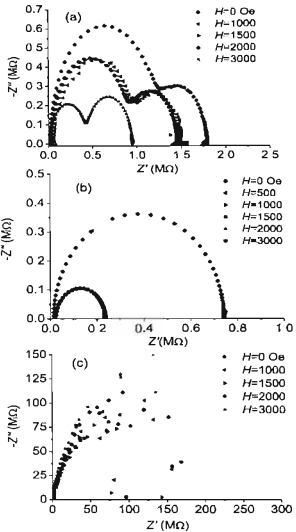 (a)
H=0 Oe
H=1000
H=1500
H=2000
H=3000
-Z″ (MΩ)
0.7
0.6
0.5
0.4
0.3
0.2
0.1
0.0
0.0 0.5 1.0 1.5 2.0 2 5
Z′ (MΩ)
(b)
H=0 Oe
H=500
H=1000
H=1500
H=2000
H=3000
-Z″ (MΩ)
0.5
0.4
0.3
0.2
0.1
0.0
0.0 0.2 0.4 0.6 0.8 1 0
Z′(MΩ)
(c)
H=0 Oe
H=1000
H=1500
H=2000
H=3000
-Z″ (MΩ)
150
125
100
75
50
25
0
0 50 100 150 200 250 300
Z′ (MΩ)